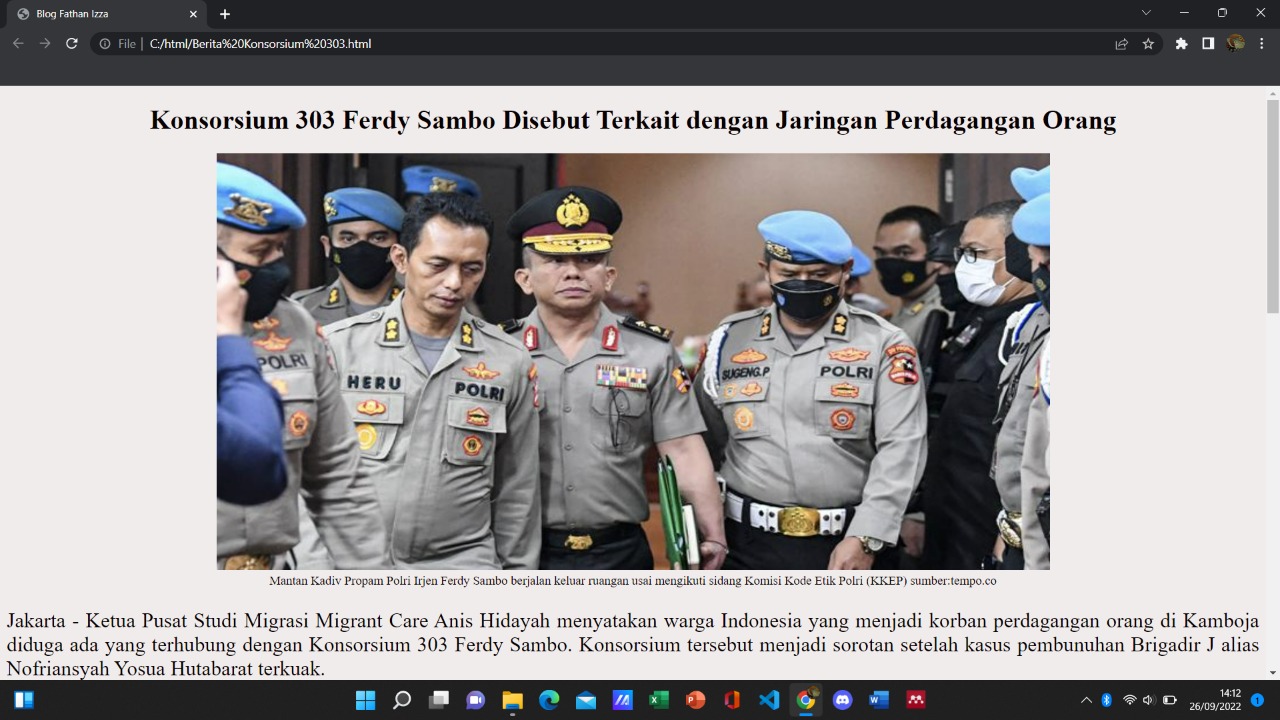 Blog Fathan Izza
File
C:/html/Berita%20Konsorsium%20303.html
Konsorsium 303 Ferdy Sambo Disebut Terkait dengan Jaringan Perdagangan Orang
POLRI
HERU
POLRI
SUGENG.P
POLRI
Mantan Kadiv Propam Polri Irjen Ferdy Sambo berjalan keluar ruangan usai mengikuti sidang Komisi Kode Etik Polri (KKEP) sumber:tempo.co
Jakarta - Ketua Pusat Studi Migrasi Migrant Care Anis Hidayah menyatakan warga Indonesia yang menjadi korban perdagangan orang di Kamboja
diduga ada yang terhubung dengan Konsorsium 303 Ferdy Sambo. Konsorsium tersebut menjadi sorotan setelah kasus pembunuhan Brigadir J alias
Nofriansyah Yosua Hutabarat terkuak.
14:12
26/09/2022
1